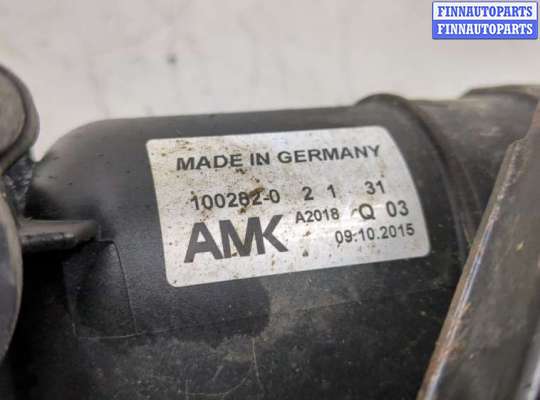 FINNAUTOPARTS
FINNAUTOPARTS
MADE IN GERMANY
100282-0 2 1 31
AMK A2018 Q 03
09.10.2015